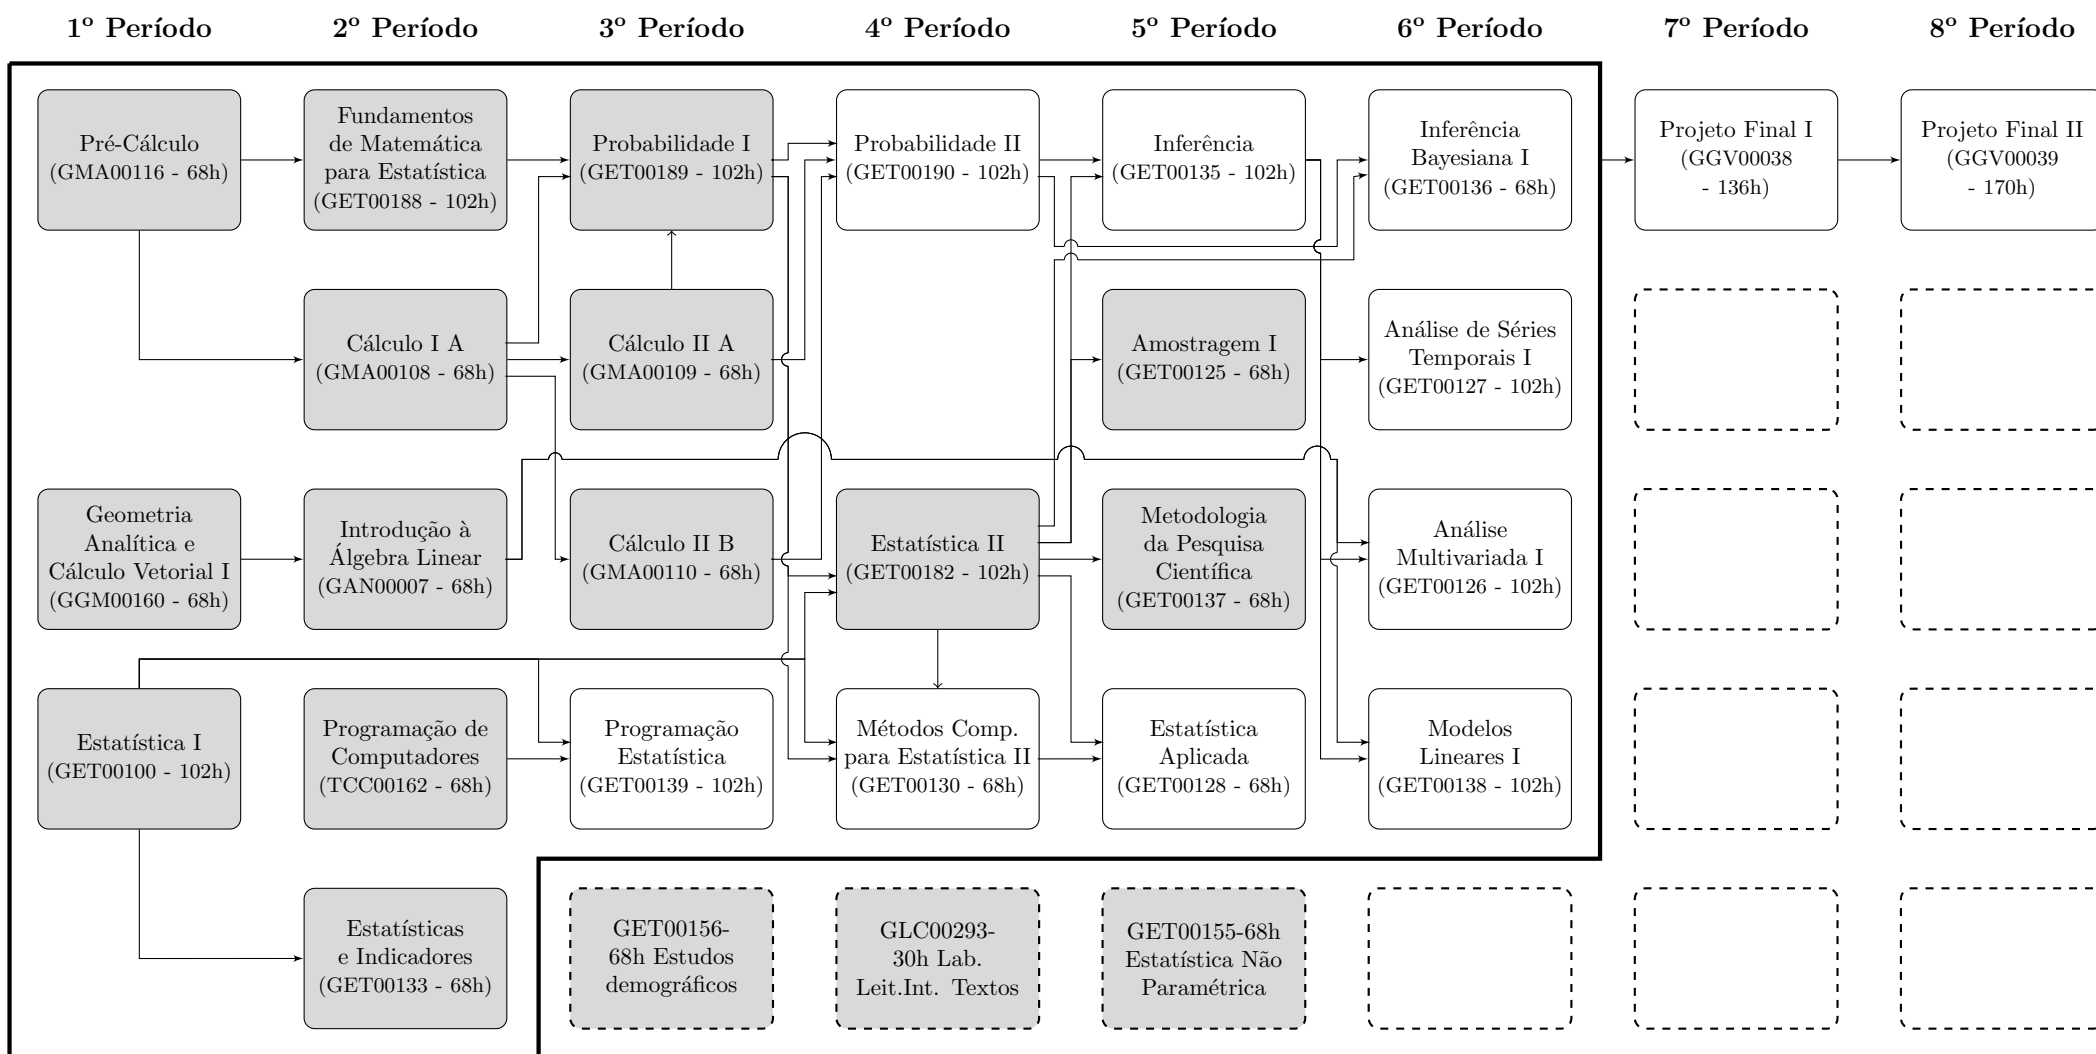 1º Período
2º Período
3º Período
4º Período
5º Período
6º Período
7º Período
8º Período
Pré-Cálculo
(GMA00116 - 68h)
Fundamentos
de Matemática
para Estatística
(GET00188 - 102h)
Probabilidade I
(GET00189 - 102h)
Probabilidade II
(GET00190 - 102h)
Inferência
(GET00135 - 102h)
Inferência
Bayesiana I
(GET00136 - 68h)
Projeto Final I
(GGV00038
- 136h)
Projeto Final II
(GGV00039
- 170h)
Cálculo I A
(GMA00108 - 68h)
Cálculo II A
(GMA00109 - 68h)
Amostragem I
(GET00125 - 68h)
Análise de Séries
Temporais I
(GET00127 - 102h)
Geometria
Analítica e
Cálculo Vetorial I
(GGM00160 - 68h)
Introdução à
Álgebra Linear
(GAN00007 - 68h)
Cálculo II B
(GMA00110 - 68h)
Estatística II
(GET00182 - 102h)
Metodologia
da Pesquisa
Científica
(GET00137 - 68h)
Análise
Multivariada I
(GET00126 - 102h)
Estatística I
(GET00100 - 102h)
Programação de
Computadores
(TCC00162 - 68h)
Programação
Estatística
(GET00139 - 102h)
Métodos Comp.
para Estatística II
(GET00130 - 68h)
Estatística
Aplicada
(GET00128 - 68h)
Modelos
Lineares I
(GET00138 - 102h)
Estatísticas
e Indicadores
(GET00133 - 68h)
GET00156-
68h Estudos
demográficos
GLC00293-
30h Lab.
Leit.Int. Textos
GET00155-68h
Estatística Não
Paramétrica